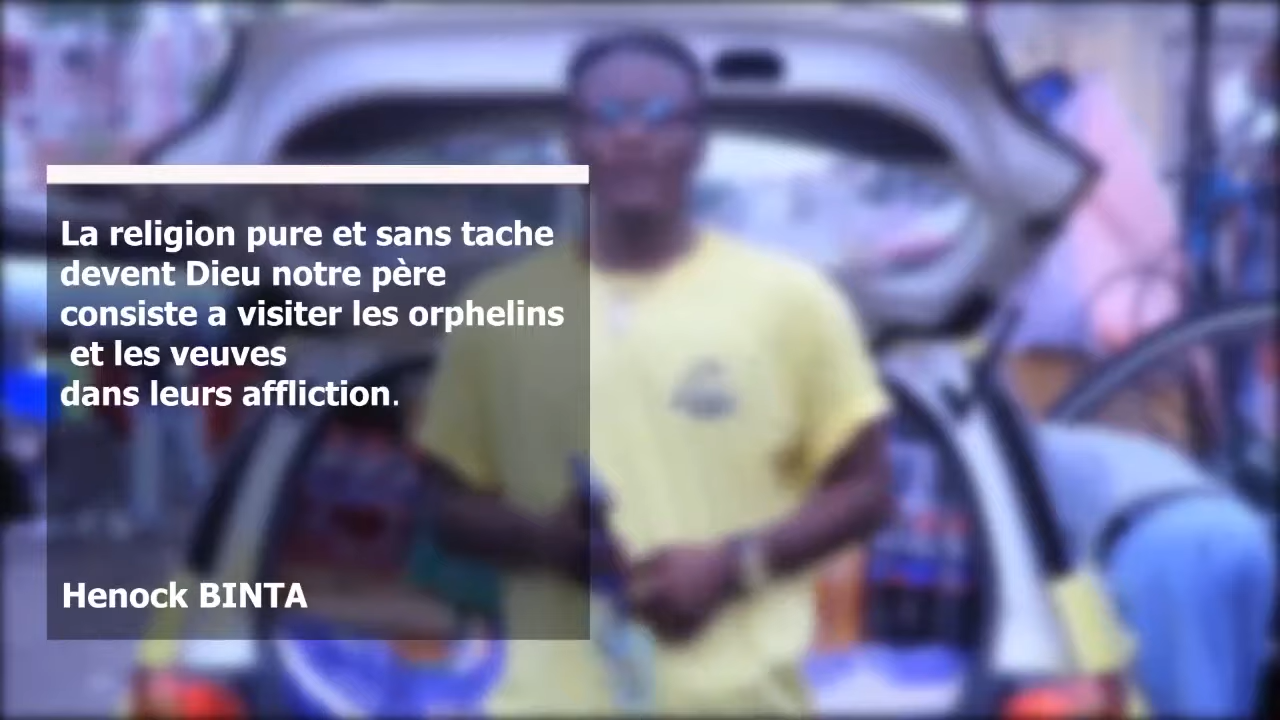 La religion pure et sans tache
devent Dieu notre père
consiste a visiter les orphelins
et les veuves
dans leurs affliction.
Henock BINTA